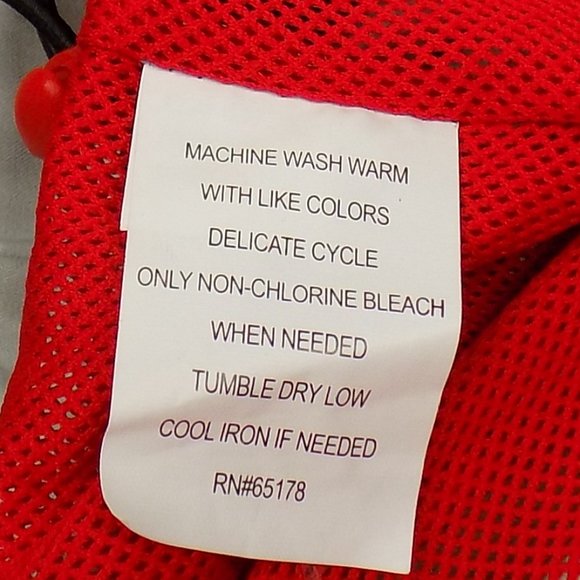 MACHINE WASH WARM
WITH LIKE COLORS
DELICATE CYCLE
ONLY NON-CHLORINE BLEACH
WHEN NEEDED
TUMBLE DRY LOW
COOL IRON IF NEEDED
RN#65178